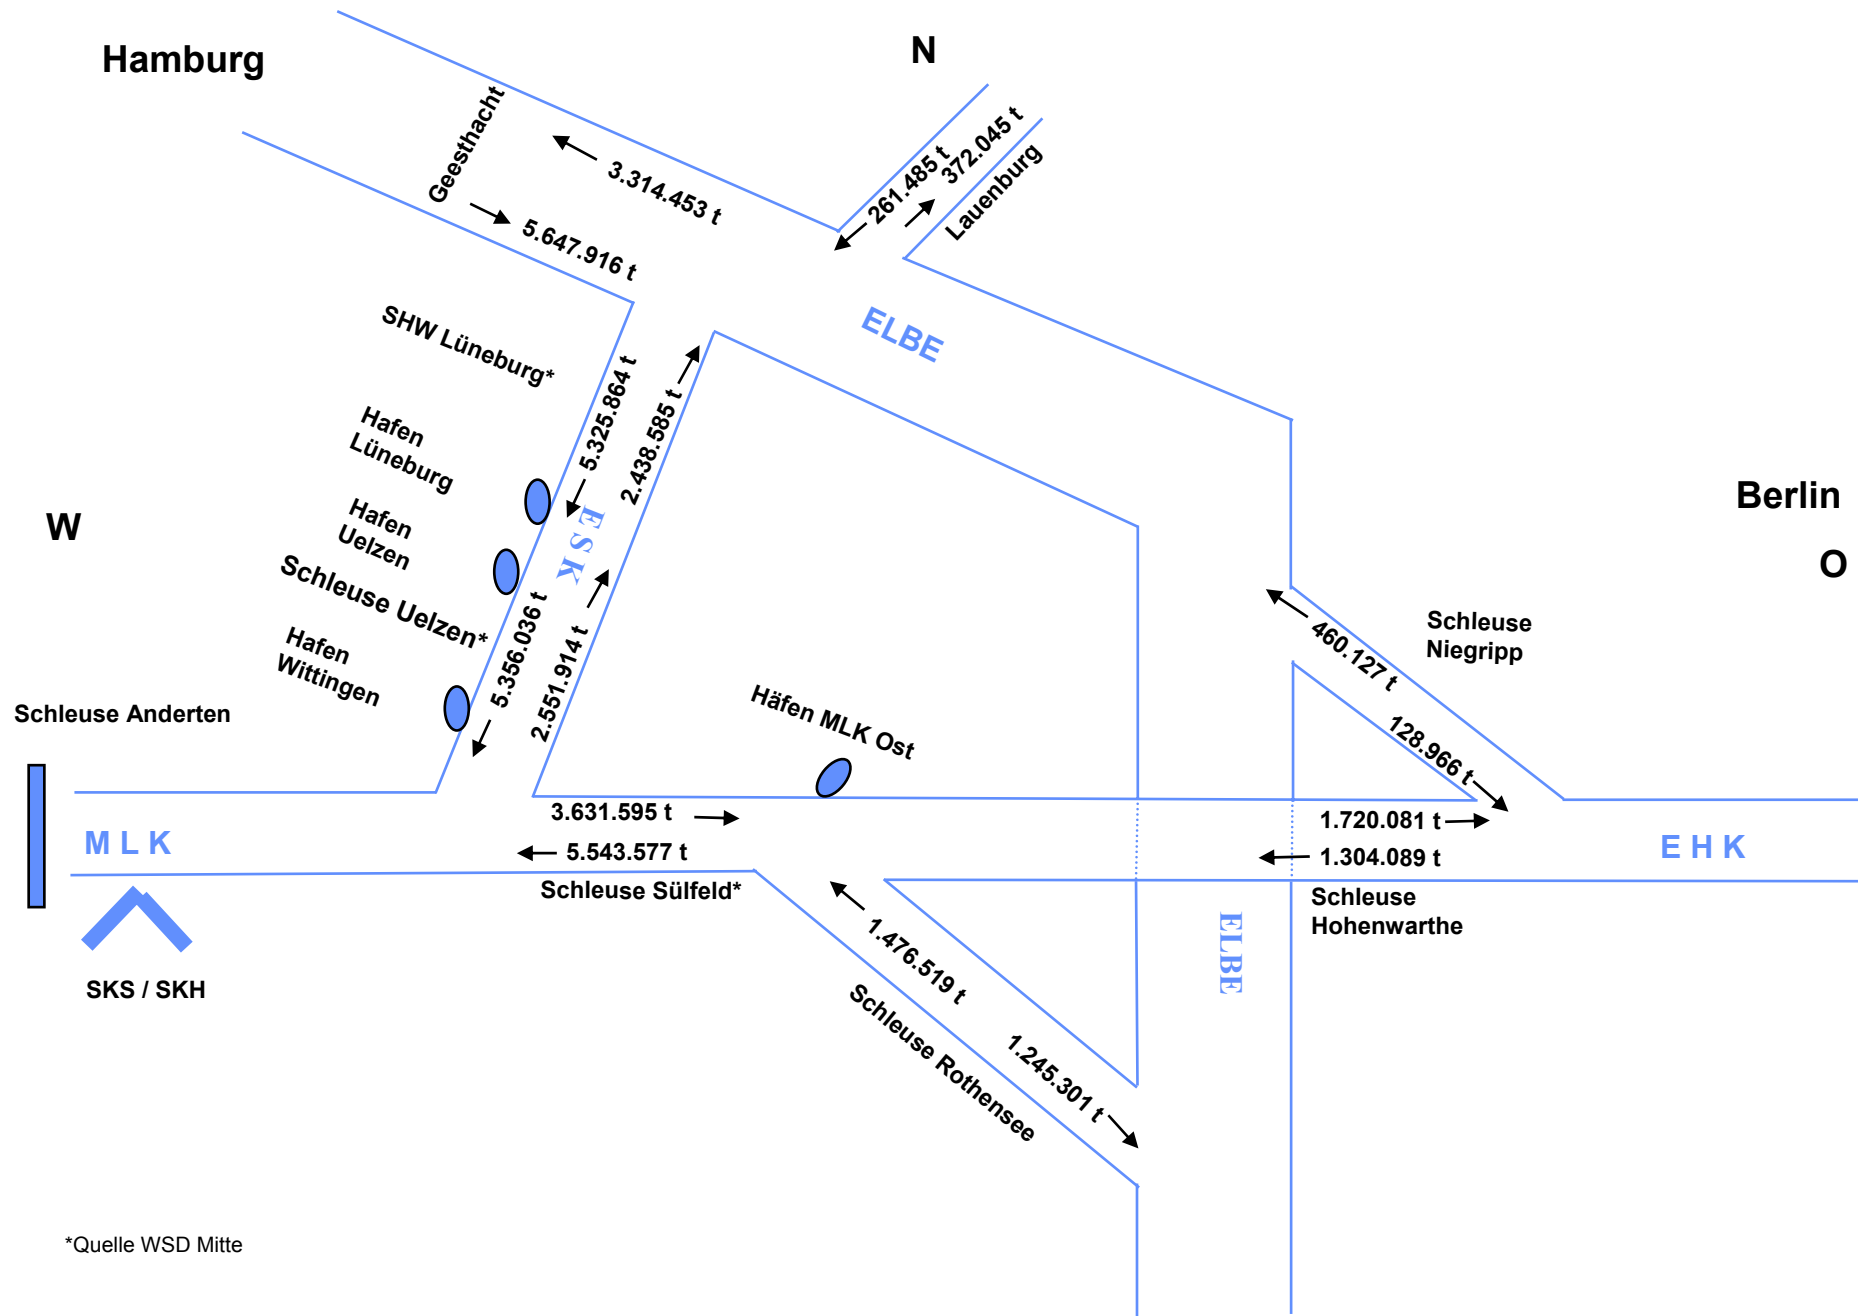 Hamburg
N
Geesthacht
3.314.453 t
5.647.916 t
261.485 t
372.045 t
Lauenburg
ELBE
SHW Lüneburg*
5.325.864 t
2.438.585 t
Hafen
Lüneburg
W
Hafen
Uelzen
E S K
Schleuse Uelzen*
Hafen
Wittingen
5.356.036 t
2.551.914 t
Berlin
O
Schleuse
Niegripp
460.127 t
128.966 t
Schleuse Anderten
Häfen MLK Ost
3.631.595 t
1.720.081 t
M L K
5.543.577 t
1.304.089 t
E H K
Schleuse Sülfeld*
Schleuse
Hohenwarthe
ELBE
1.476.519 t
1.245.301 t
Schleuse Rothensee
SKS / SKH
*Quelle WSD Mitte